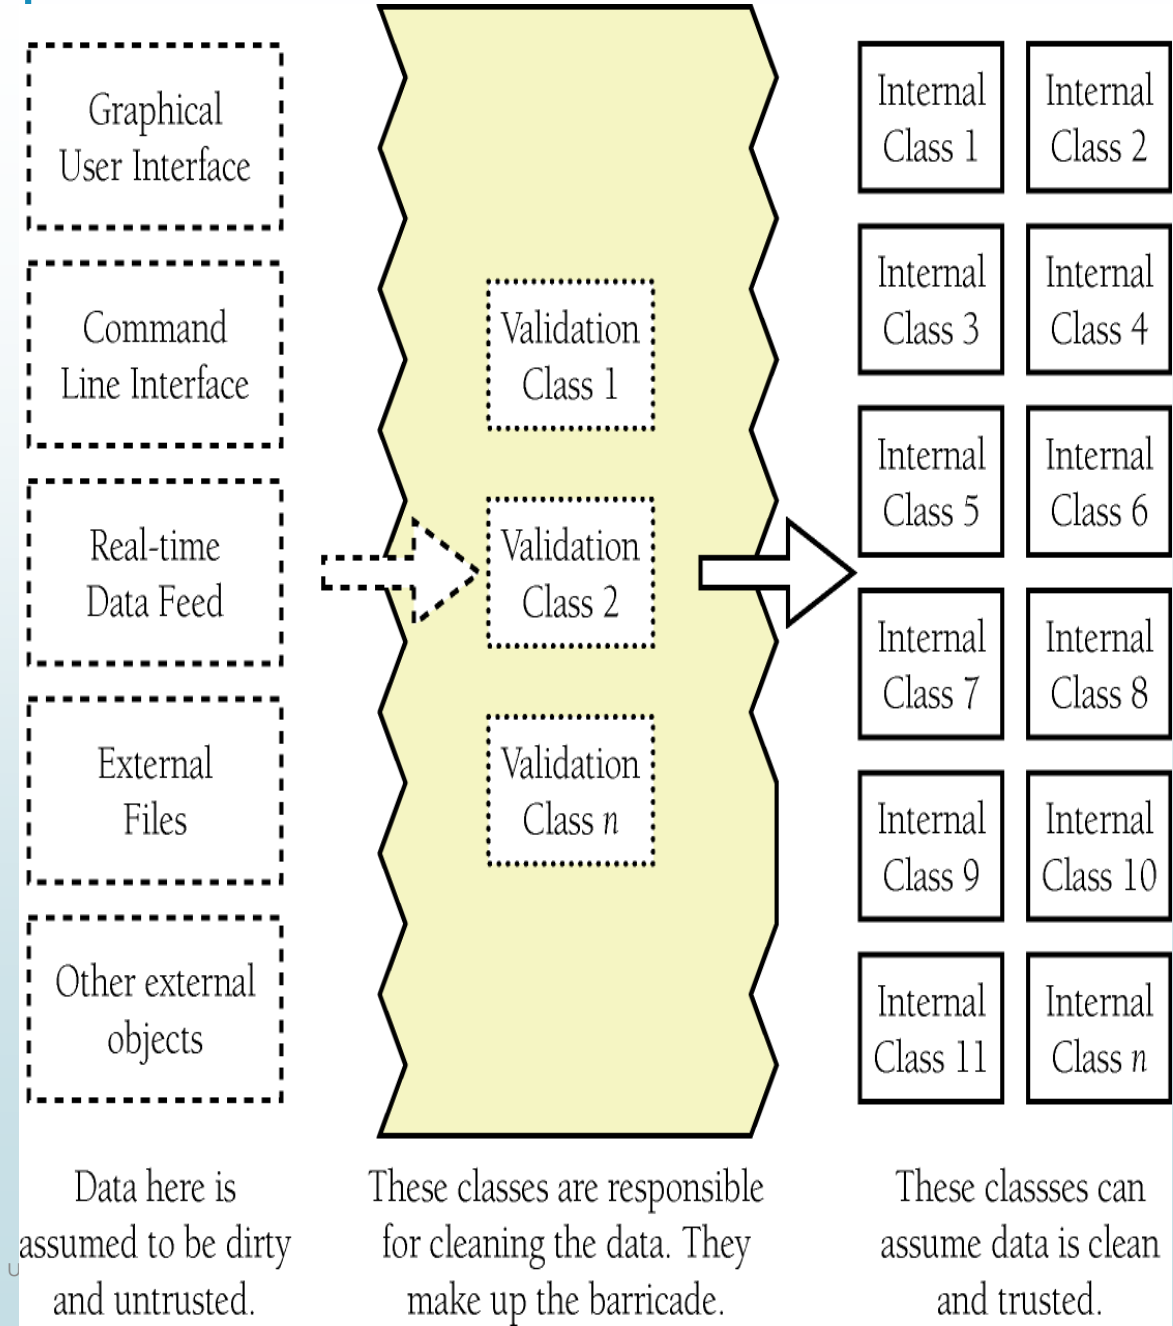 Graphical
User Interface
Command
Line Interface
Real-time
Data Feed
External
Files
Other external
objects
Data here is
assumed to be dirty
and untrusted.
Validation
Class 1
Validation
Class 2
Validation
Class n
These classes are responsible
for cleaning the data. They
make up the barricade.
Internal
Class 1
Internal
Class 2
Internal
Class 3
Internal
Class 4
Internal
Class 5
Internal
Class 6
Internal
Class 7
Internal
Class 8
Internal
Class 9
Internal
Class 10
Internal
Class 11
Internal
Class n
These classses can
assume data is clean
and trusted.